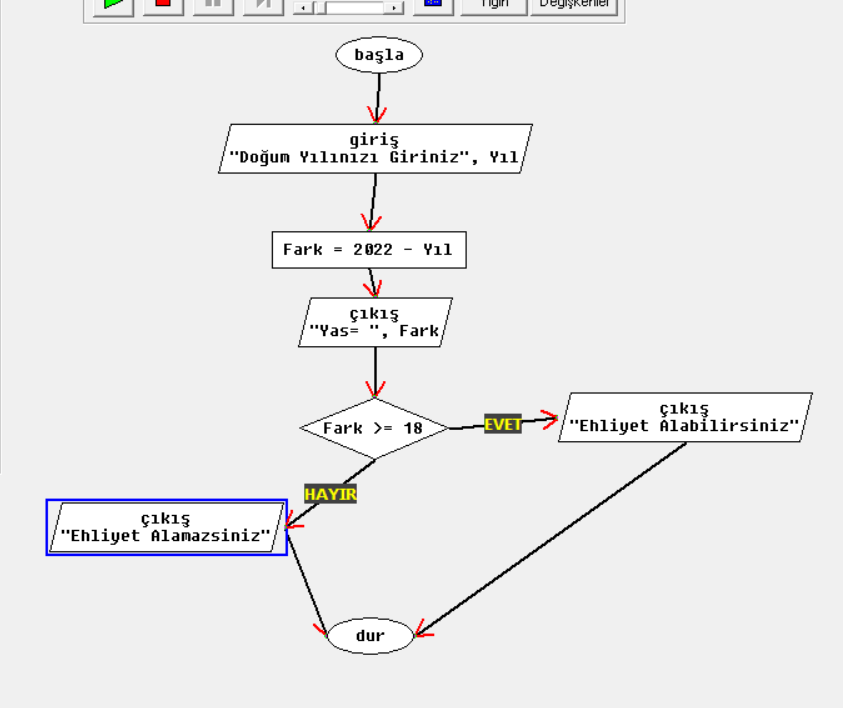 Değişkenler
başla
giriş
"Doğum Yılınızı Giriniz", Yıl
Fark = 2022 - Yıl
çıkış
"Yas= ", Fark
Fark >= 18
EVET
çıkış
"Ehliyet Alabilirsiniz"
HAYIR
çıkış
"Ehliyet Alamazsiniz"
dur